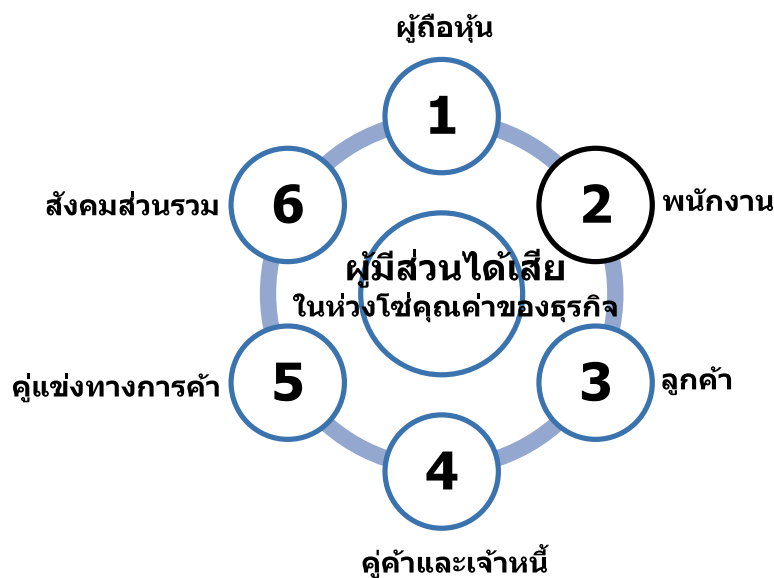 ผู้ถือหุ้น
1
2
พนักงาน
3
ลูกค้า
4
คู่ค้าและเจ้าหนี้
5
คู่แข่งทางการค้า
6
สังคมส่วนรวม
ผู้มีส่วนได้เสีย
ในห่วงโซ่คุณค่าของธุรกิจ